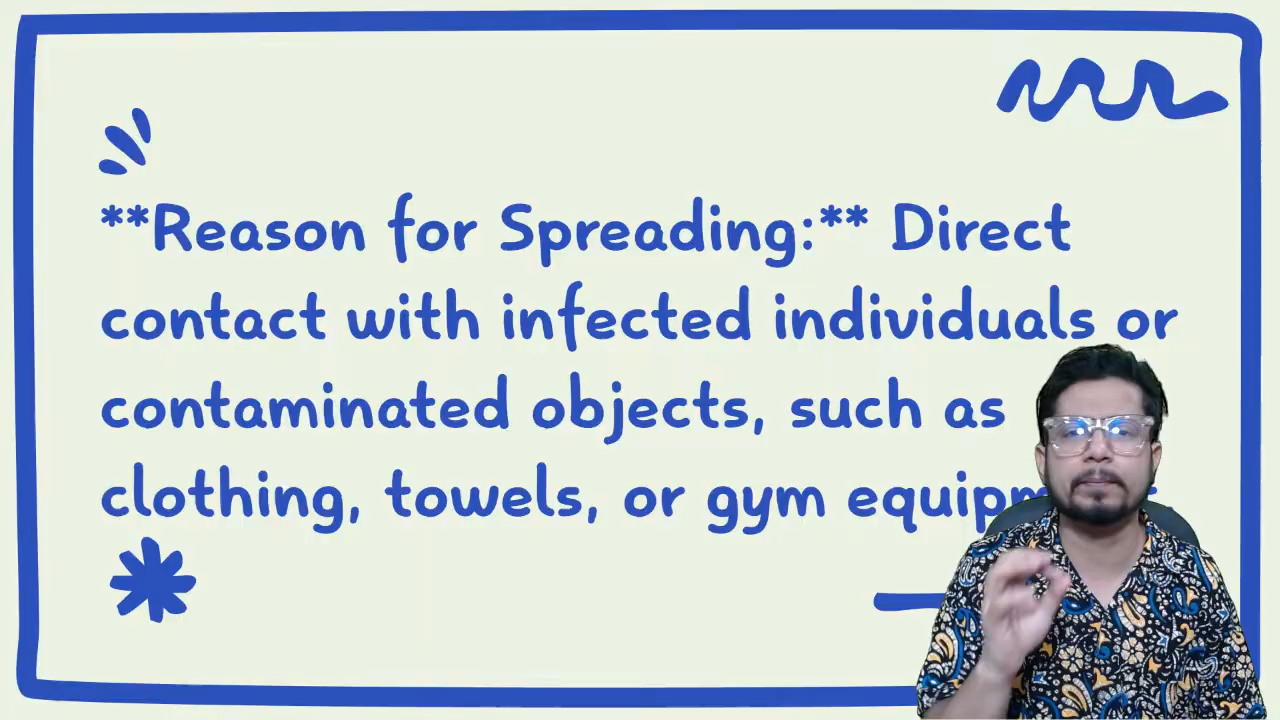 **Reason for Spreading:** Direct
contact with infected individuals or
contaminated objects, such as
clothing, towels, or gym